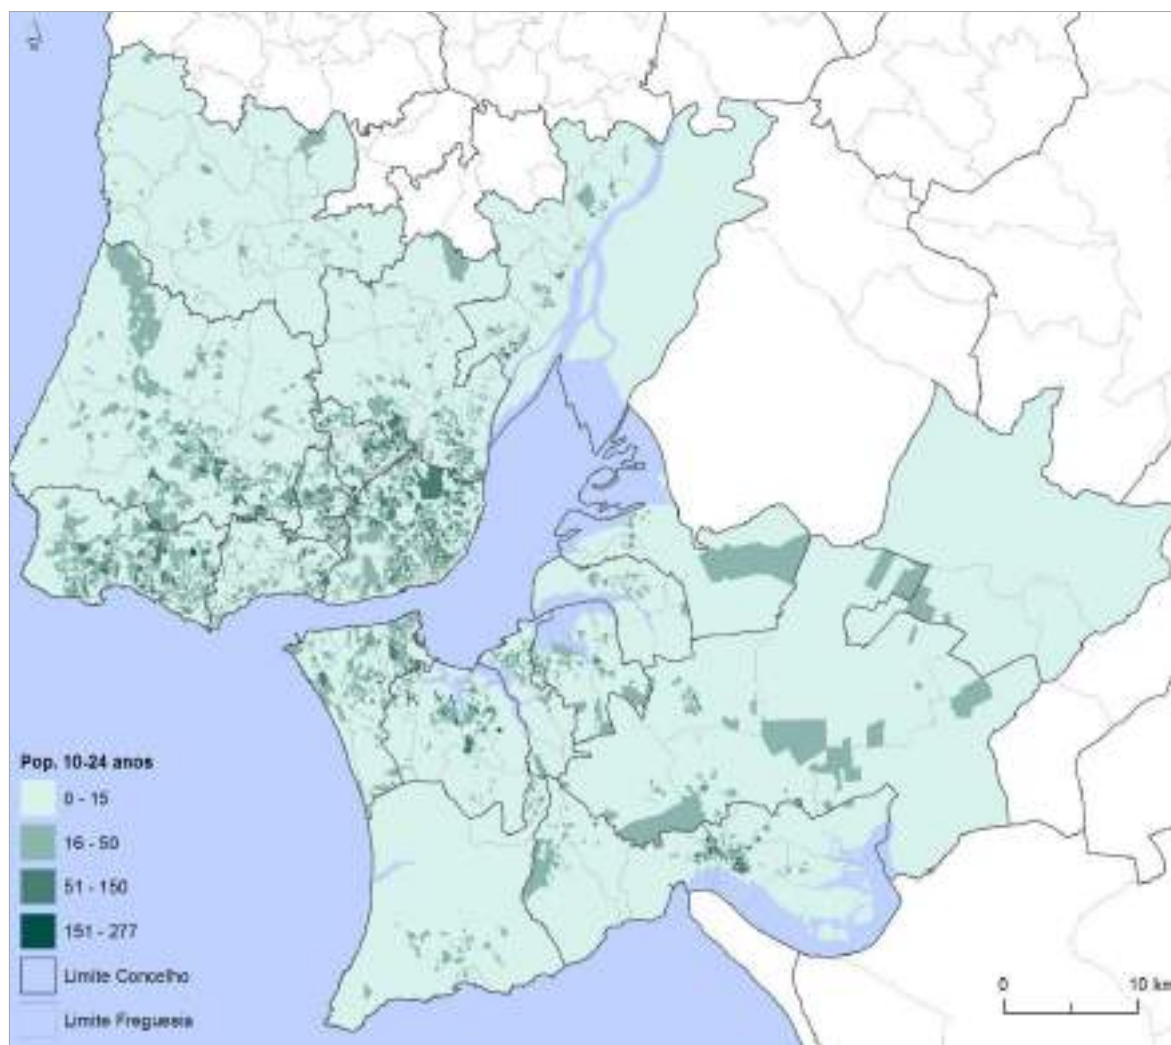 Pop. 10-24 anos
0 - 15
16 - 50
51 - 150
151 - 277
Limite Concelho
Limite Freguesia
0 10 km